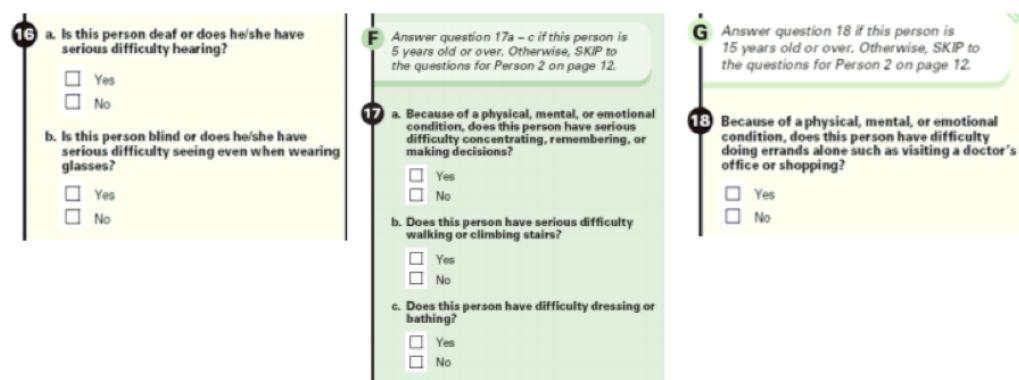 16 a. Is this person deaf or does he/she have
serious difficulty hearing?
Yes
No
b. Is this person blind or does he/she have
serious difficulty seeing even when wearing
glasses?
Yes
No
F Answer question 17a – c if this person is
5 years old or over. Otherwise, SKIP to
the questions for Person 2 on page 12.
17 a. Because of a physical, mental, or emotional
condition, does this person have serious
difficulty concentrating, remembering, or
making decisions?
Yes
No
b. Does this person have serious difficulty
walking or climbing stairs?
Yes
No
c. Does this person have difficulty dressing or
bathing?
Yes
No
G Answer question 18 if this person is
15 years old or over. Otherwise, SKIP to
the questions for Person 2 on page 12.
18 Because of a physical, mental, or emotional
condition, does this person have difficulty
doing errands alone such as visiting a doctor's
office or shopping?
Yes
No